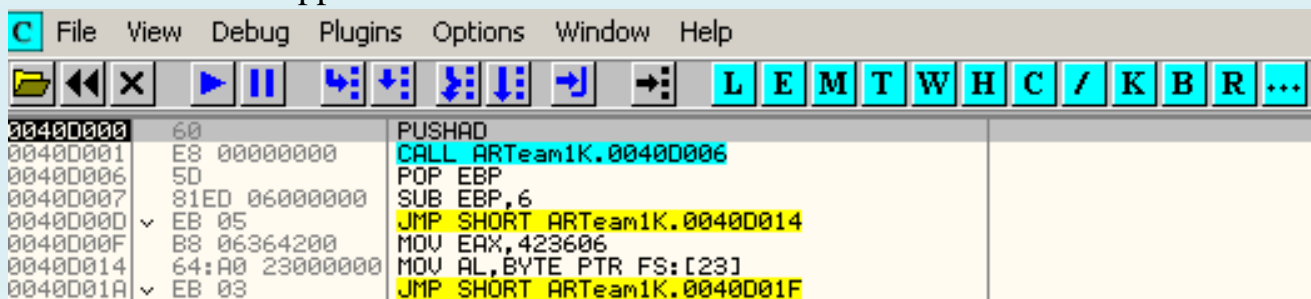 C File View Debug Plugins Options Window Help
L E M T W H C / K B R ...
0040D000 60 PUSHAD
0040D001 E8 00000000 CALL ARTeam1K.0040D006
0040D006 5D POP EBP
0040D007 81ED 06000000 SUB EBP,6
0040D00D EB 05 JMP SHORT ARTeam1K.0040D014
0040D00F B8 06364200 MOV EAX,423606
0040D014 64:A0 23000000 MOV AL,BYTE PTR FS:[23]
0040D01A EB 03 JMP SHORT ARTeam1K.0040D01F